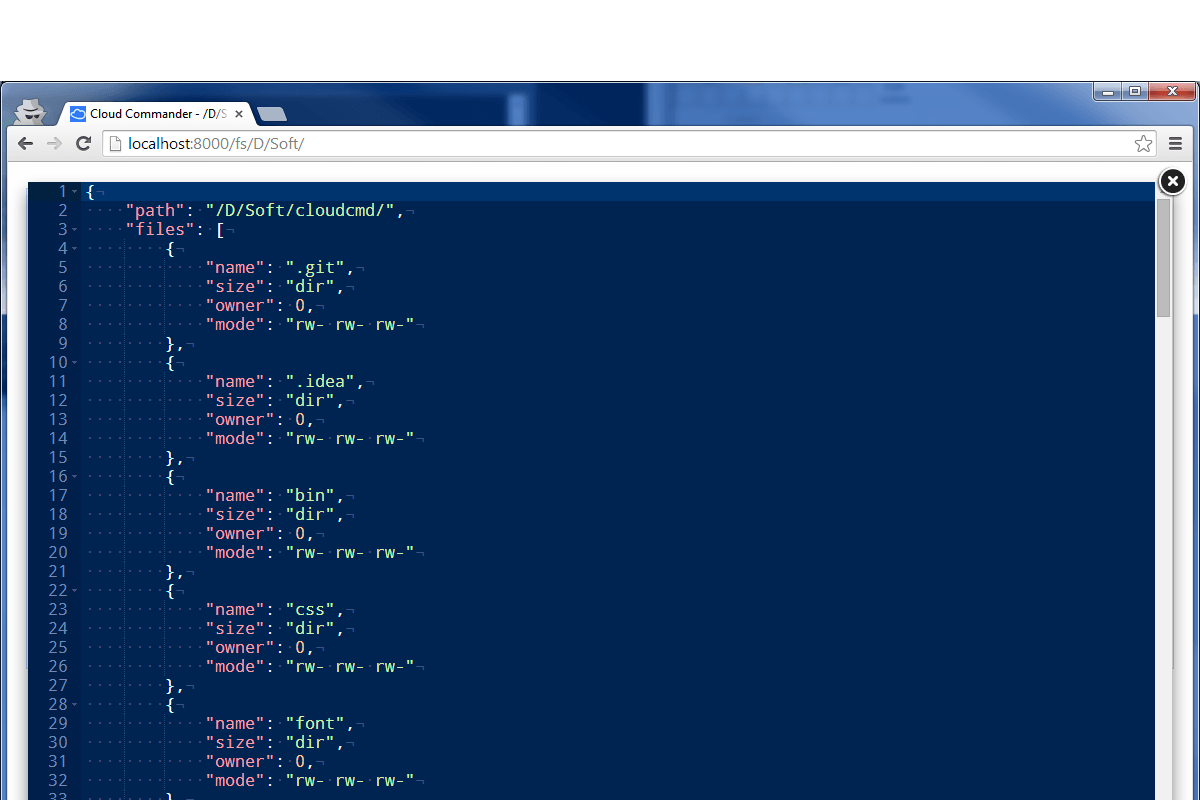 Cloud Commander - /D/S
localhost:8000/fs/D/Soft/
1 {
2 "path": "/D/Soft/cloudcmd/",
3 "files": [
4 {
5 "name": ".git",
6 "size": "dir",
7 "owner": 0,
8 "mode": "rw- rw- rw-"
9 },
10 {
11 "name": ".idea",
12 "size": "dir",
13 "owner": 0,
14 "mode": "rw- rw- rw-"
15 },
16 {
17 "name": "bin",
18 "size": "dir",
19 "owner": 0,
20 "mode": "rw- rw- rw-"
21 },
22 {
23 "name": "css",
24 "size": "dir",
25 "owner": 0,
26 "mode": "rw- rw- rw-"
27 },
28 {
29 "name": "font",
30 "size": "dir",
31 "owner": 0,
32 "mode": "rw- rw- rw-"
33 },